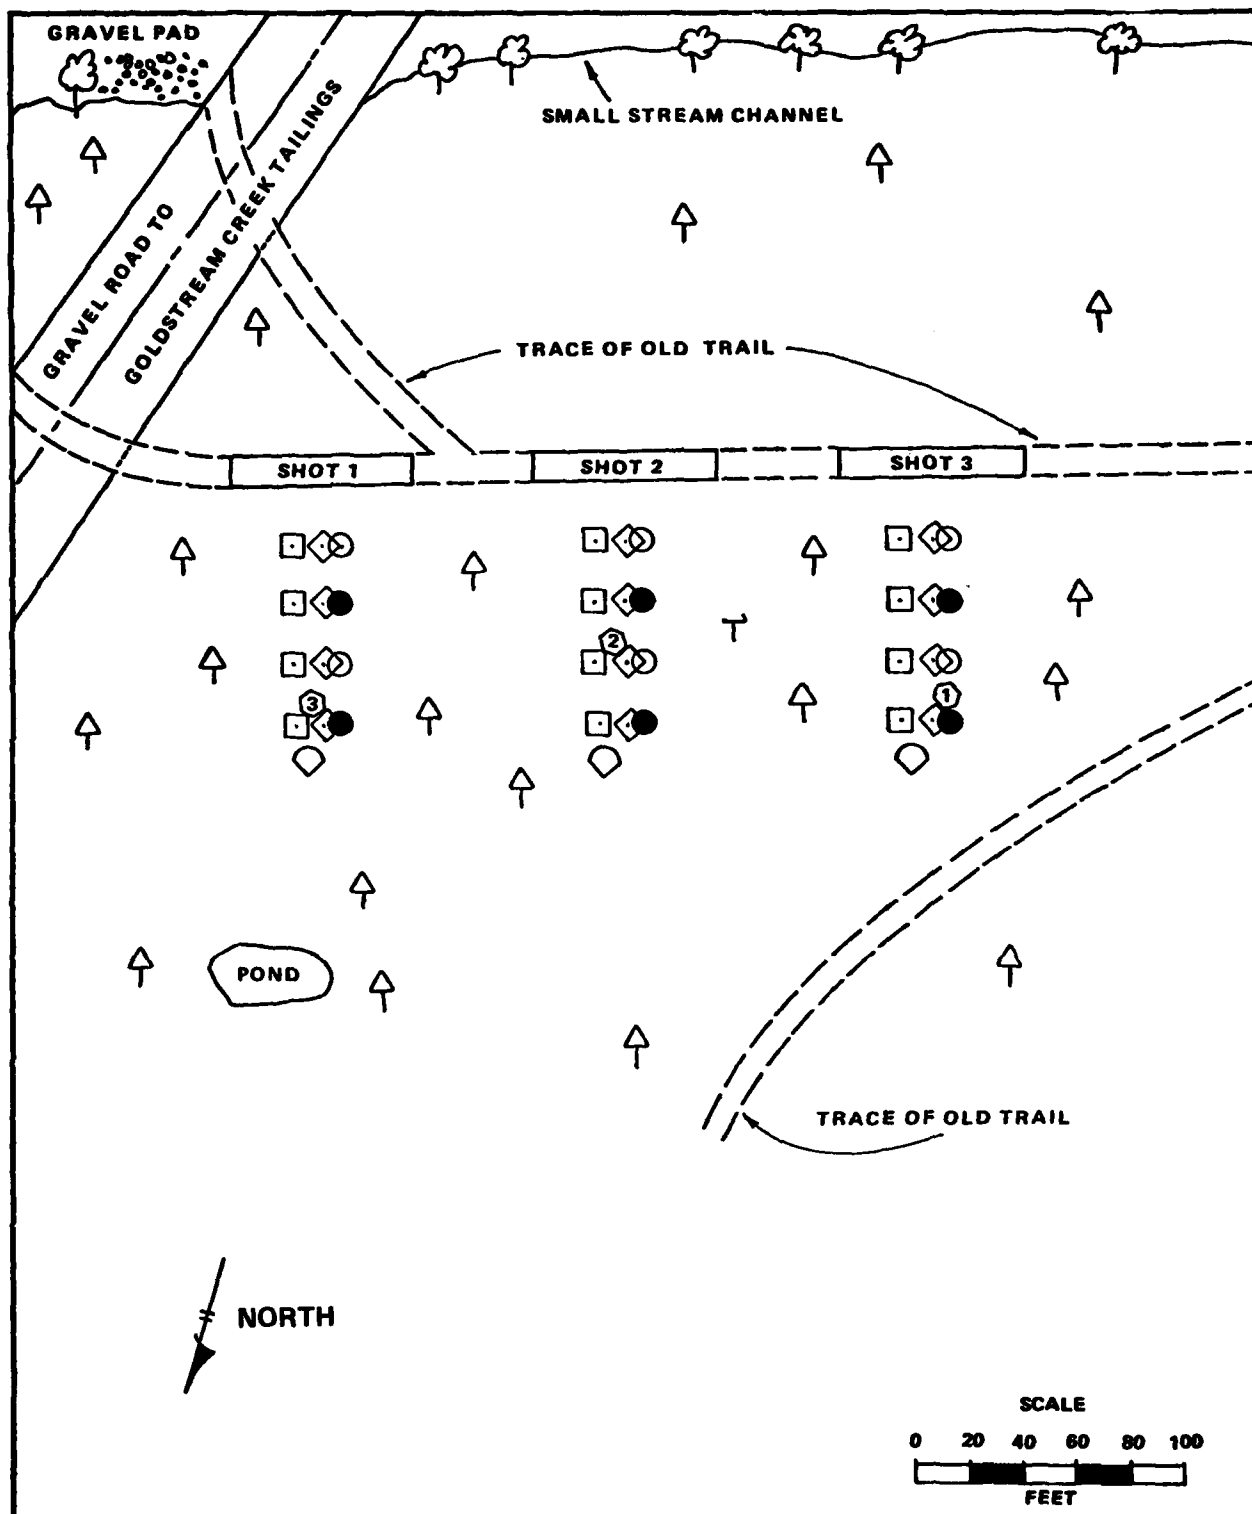 GRAVEL PAD
SMALL STREAM CHANNEL
GRAVEL ROAD TO
GOLDSTREAM CREEK TAILINGS
TRACE OF OLD TRAIL
SHOT 1
SHOT 2
SHOT 3
2
3
1
POND
TRACE OF OLD TRAIL
NORTH
SCALE
0 20 40 60 80 100
FEET